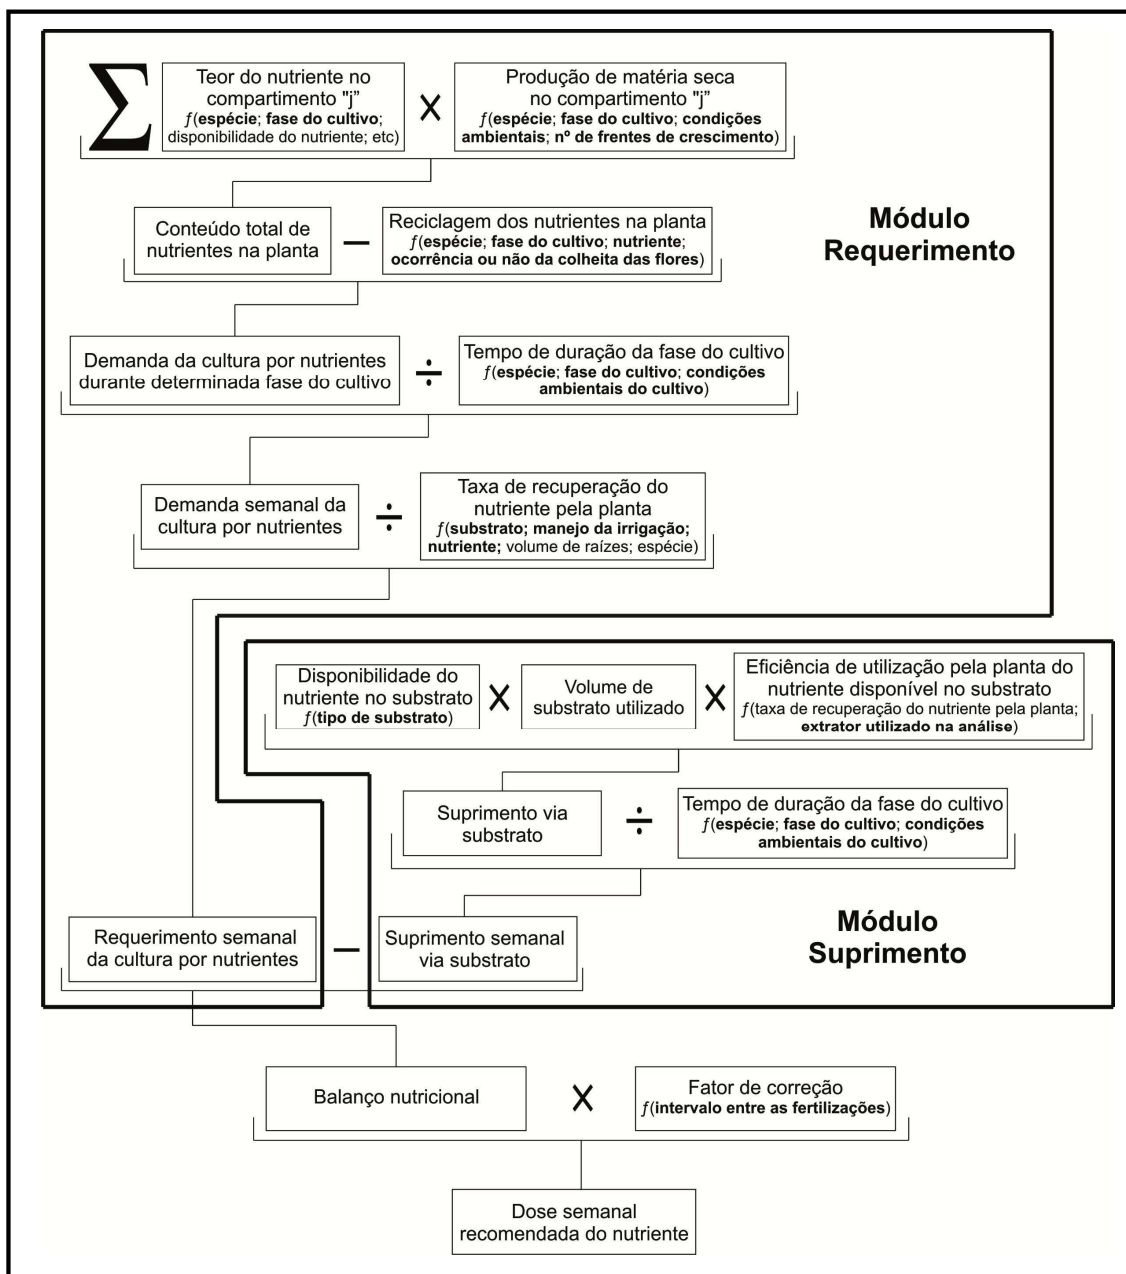 ∑
Teor do nutriente no
compartimento "j”
f(espécie; fase do cultivo;
disponibilidade do nutriente; etc)
×
Produção de matéria seca
no compartimento "j”
f(espécie; fase do cultivo; condições
ambientais; nº de frentes de crescimento)
Módulo
Requerimento
Conteúdo total de
nutrientes na planta
−
Reciclagem dos nutrientes na planta
f(espécie; fase do cultivo; nutriente;
ocorrência ou não da colheita das flores)
Demanda da cultura por nutrientes
durante determinada fase do cultivo
÷
Tempo de duração da fase do cultivo
f(espécie; fase do cultivo; condições
ambientais do cultivo)
Demanda semanal da
cultura por nutrientes
÷
Taxa de recuperação do
nutriente pela planta
f(substrato; manejo da irrigação;
nutriente; volume de raízes; espécie)
Disponibilidade do
nutriente no substrato
f(tipo de substrato)
×
Volume de
substrato utilizado
×
Eficiência de utilização pela planta do
nutriente disponível no substrato
f(taxa de recuperação do nutriente pela planta;
extrator utilizado na análise)
Suprimento via
substrato
÷
Tempo de duração da fase do cultivo
f(espécie; fase do cultivo; condições
ambientais do cultivo)
Módulo
Suprimento
Requerimento semanal
da cultura por nutrientes
−
Suprimento semanal
via substrato
Balanço nutricional
×
Fator de correção
f(intervalo entre as fertilizações)
Dose semanal
recomendada do nutriente